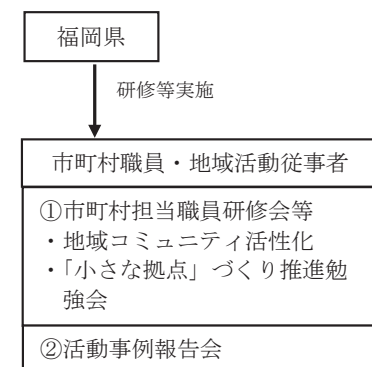 福岡県
研修等実施
市町村職員・地域活動従事者
①市町村担当職員研修会等
・地域コミュニティ活性化
・「小さな拠点」づくり推進勉
強会
②活動事例報告会